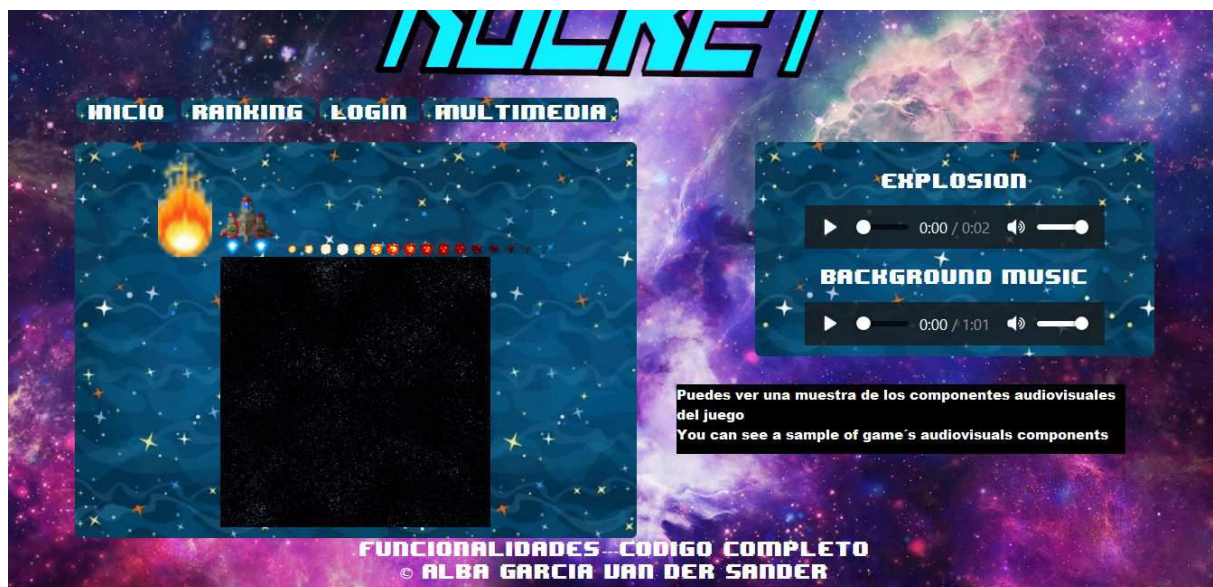 ROCKET
INICIO RANKING LOGIN MULTIMEDIA
EXPLOSION
0:00 / 0:02
BACKGROUND MUSIC
0:00 / 1:01
Puedes ver una muestra de los componentes audiovisuales
del juego
You can see a sample of game´s audiovisuals components
FUNCIONALIDADES---CODIGO COMPLETO
© ALBA GARCIA VAN DER SANDER